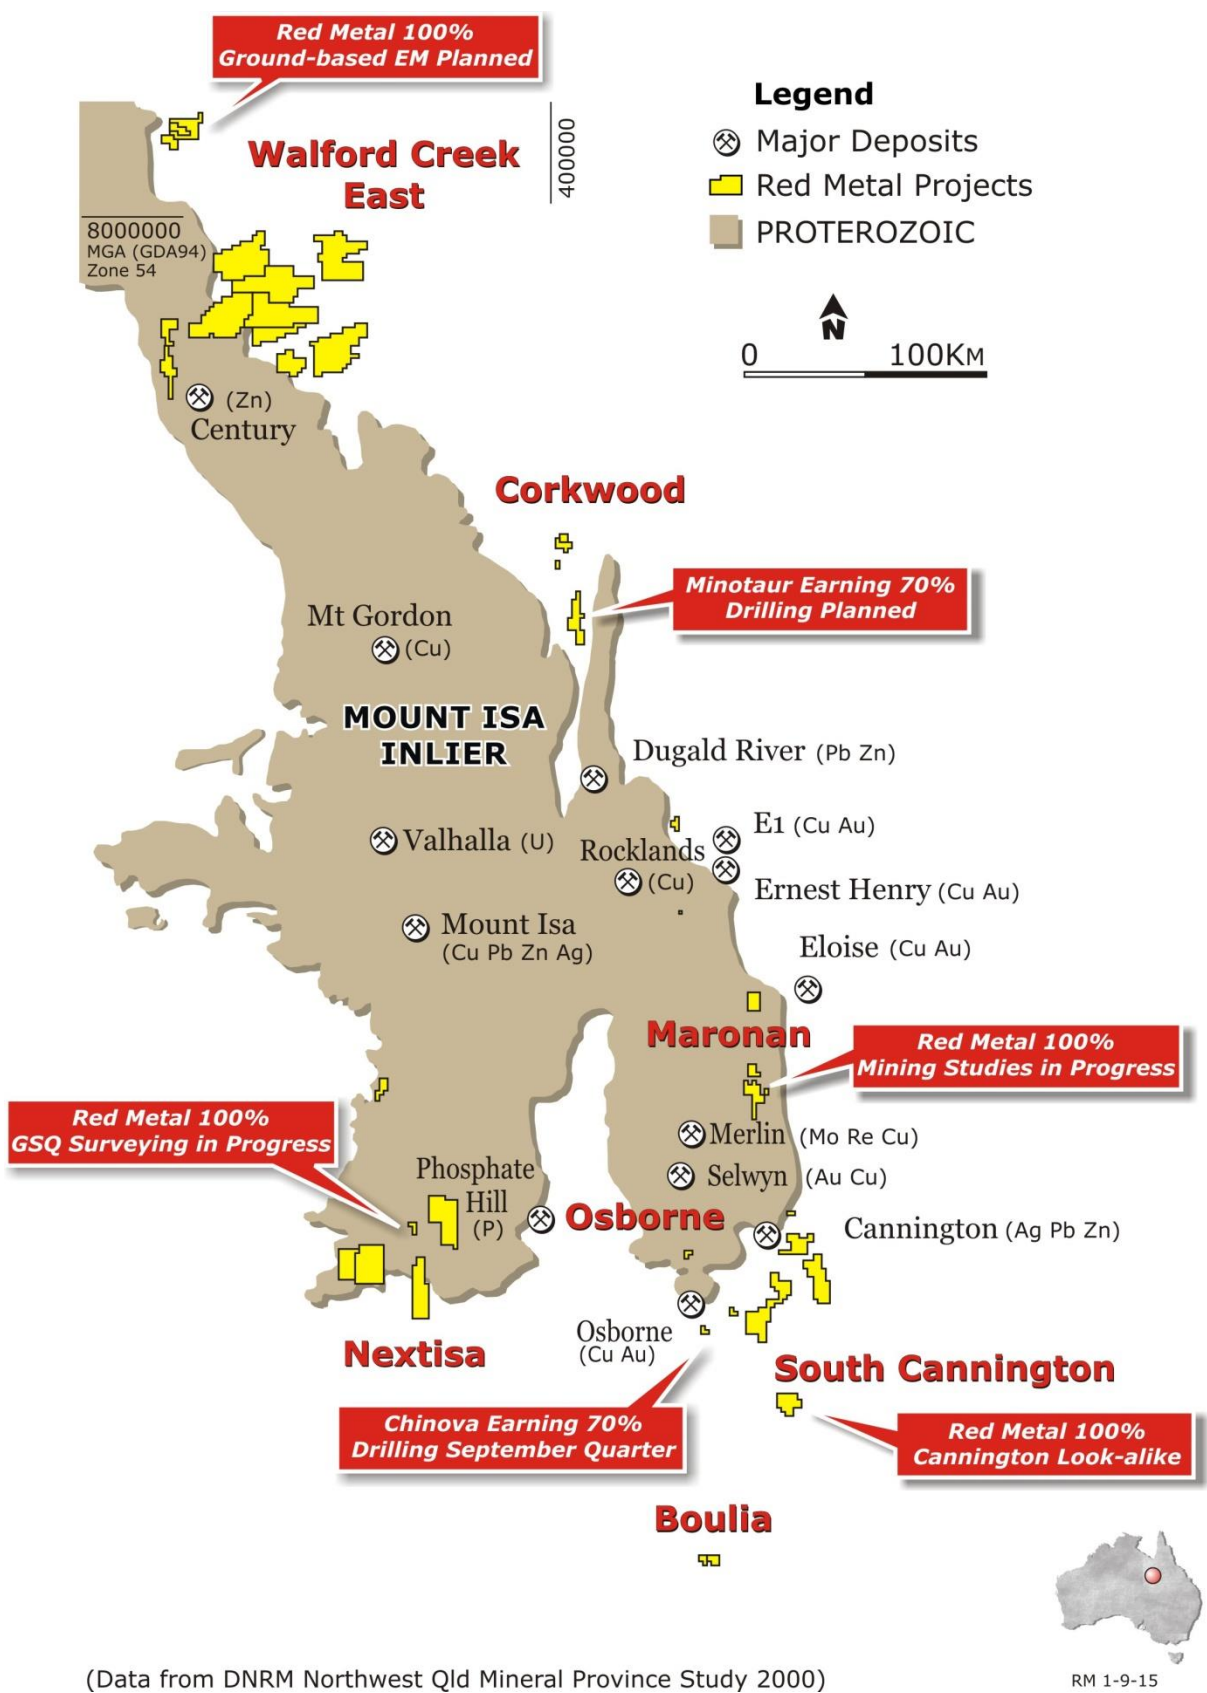 Red Metal 100%
Ground-based EM Planned
Legend
Major Deposits
Red Metal Projects
PROTEROZOIC
400000
Walford Creek
East
8000000
MGA (GDA94)
Zone 54
N
0 100KM
(Zn)
Century
Corkwood
Minotaur Earning 70%
Drilling Planned
Mt Gordon
(Cu)
MOUNT ISA
INLIER
Dugald River (Pb Zn)
E1 (Cu Au)
Valhalla (U)
Rocklands
(Cu)
Ernest Henry (Cu Au)
Mount Isa
(Cu Pb Zn Ag)
Eloise (Cu Au)
Maronan
Red Metal 100%
Mining Studies in Progress
Red Metal 100%
GSQ Surveying in Progress
Merlin (Mo Re Cu)
Phosphate
Hill
(P)
Selwyn (Au Cu)
Osborne
Cannington (Ag Pb Zn)
Osborne
(Cu Au)
Nextisa
South Cannington
Chinova Earning 70%
Drilling September Quarter
Red Metal 100%
Cannington Look-alike
Boulia
(Data from DNRM Northwest Qld Mineral Province Study 2000)
RM 1-9-15